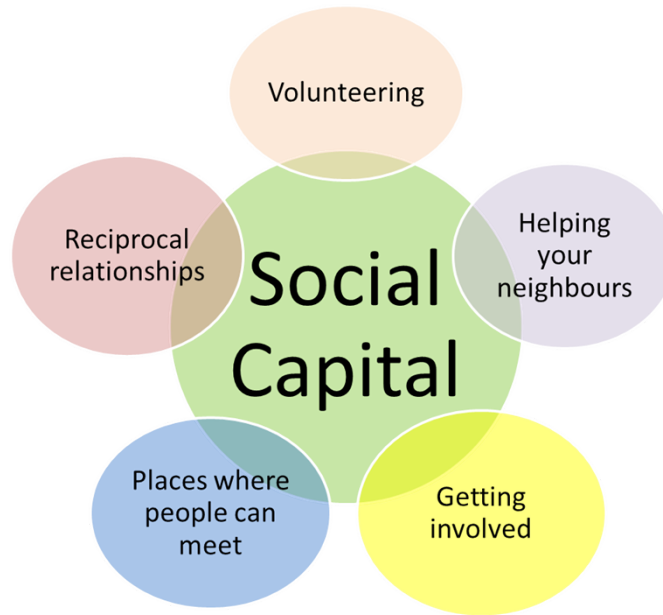 Volunteering
Helping
your
neighbours
Getting
involved
Places where
people can
meet
Reciprocal
relationships
Social
Capital